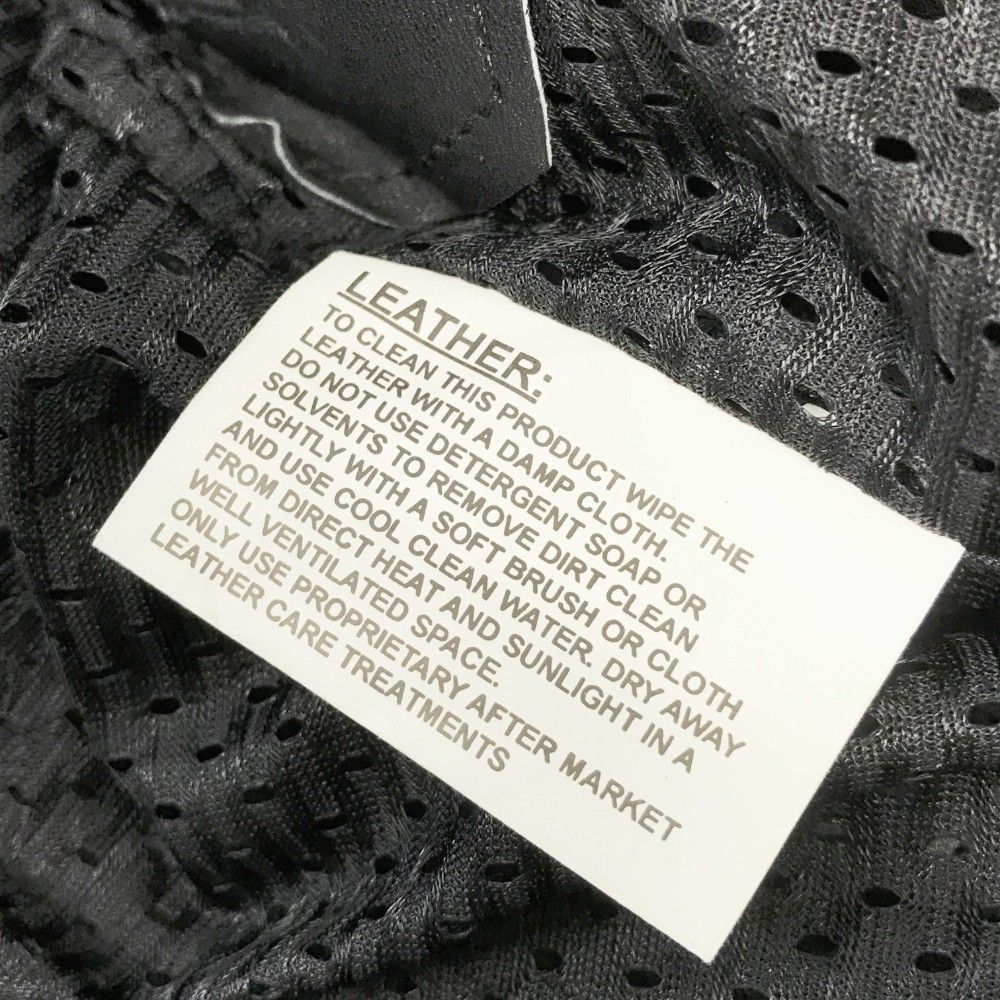 LEATHER:
TO CLEAN THIS PRODUCT WIPE THE
LEATHER WITH A DAMP CLOTH.
DO NOT USE DETERGENT SOAP OR
SOLVENTS TO REMOVE DIRT CLEAN
LIGHTLY WITH A SOFT BRUSH OR CLOTH
AND USE COOL CLEAN WATER. DRY AWAY
FROM DIRECT HEAT AND SUNLIGHT IN A
WELL VENTILATED SPACE.
ONLY USE PROPRIETARY AFTER MARKET
LEATHER CARE TREATMENTS